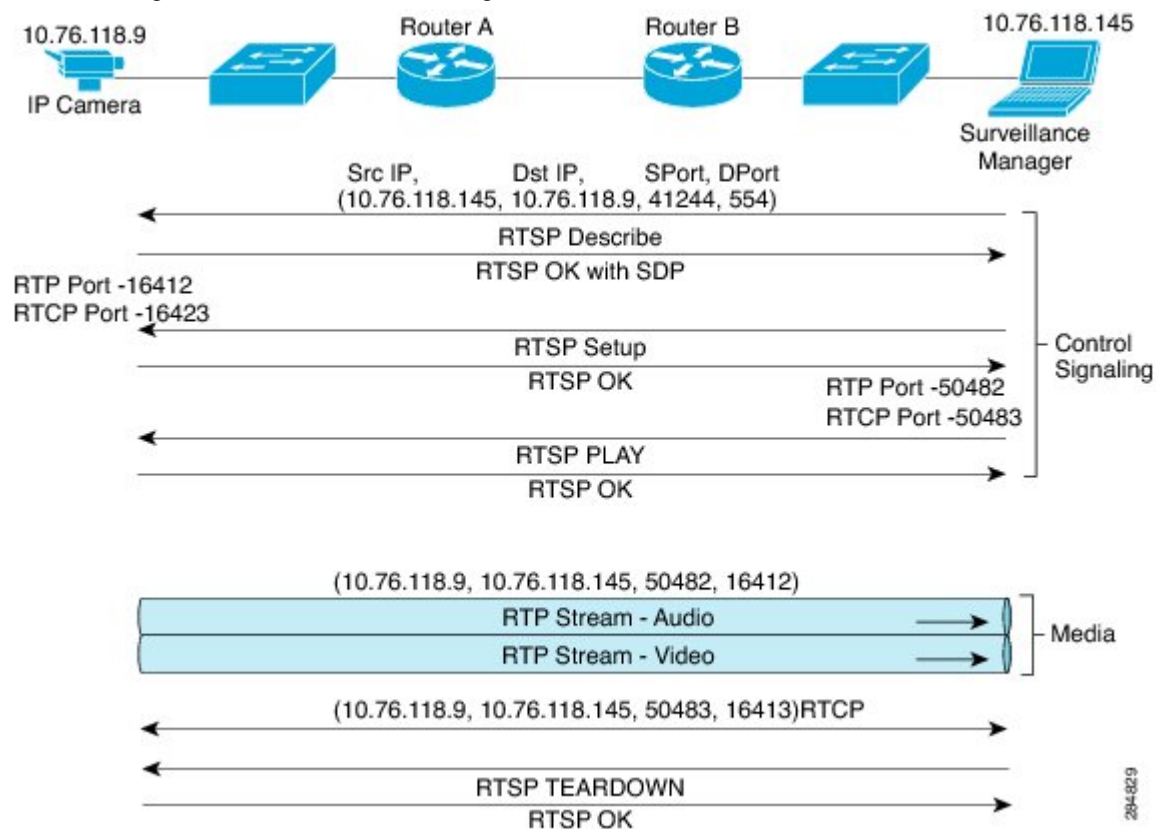 10.76.118.9
Router A
Router B
10.76.118.145
IP Camera
Surveillance
Manager
Src IP, Dst IP, SPort, DPort
(10.76.118.145, 10.76.118.9, 41244, 554)
RTSP Describe
RTSP OK with SDP
RTP Port -16412
RTCP Port -16423
RTSP Setup
RTSP OK
RTP Port -50482
RTCP Port -50483
Control
Signaling
RTSP PLAY
RTSP OK
(10.76.118.9, 10.76.118.145, 50482, 16412)
RTP Stream - Audio
RTP Stream - Video
Media
(10.76.118.9, 10.76.118.145, 50483, 16413)RTCP
RTSP TEARDOWN
RTSP OK
284829